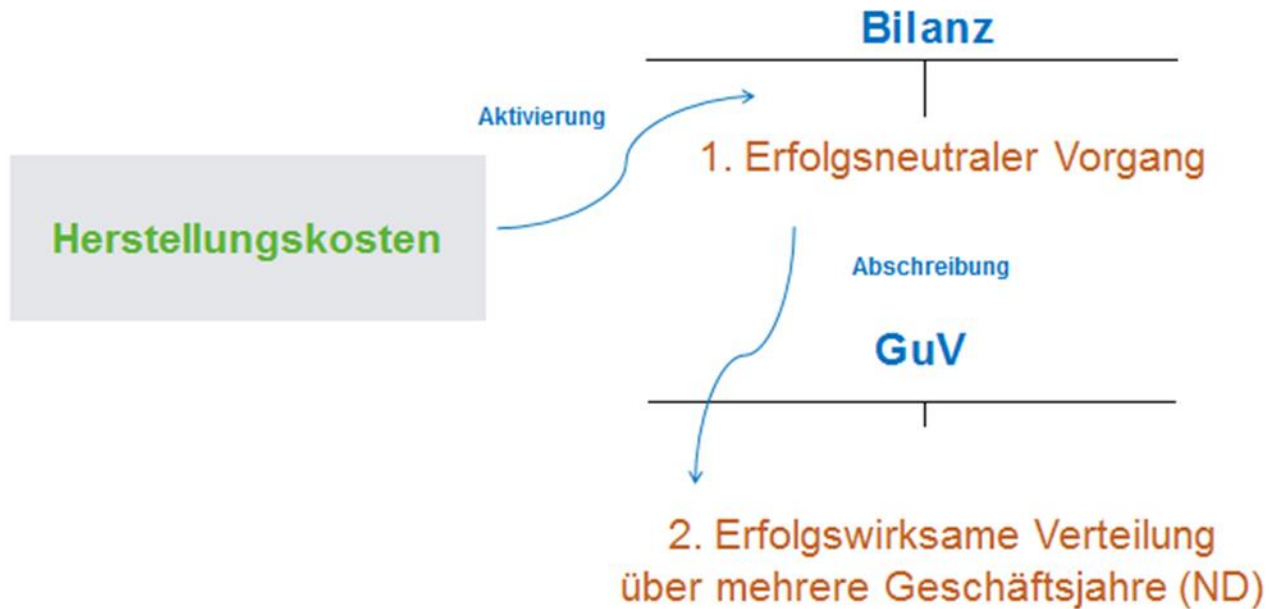 Bilanz
Aktivierung
1. Erfolgsneutraler Vorgang
Herstellungskosten
Abschreibung
GuV
2. Erfolgswirksame Verteilung
über mehrere Geschäftsjahre (ND)